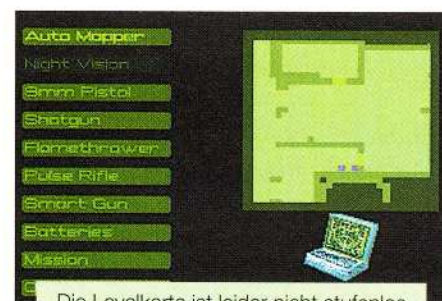 Auto Mapper
Night Vision
9mm Pistol
Shotgun
Flamethrower
Pulse Rifle
Smart Gun
Batteries
Mission
Die Levelkarte ist leider nicht stufenlos